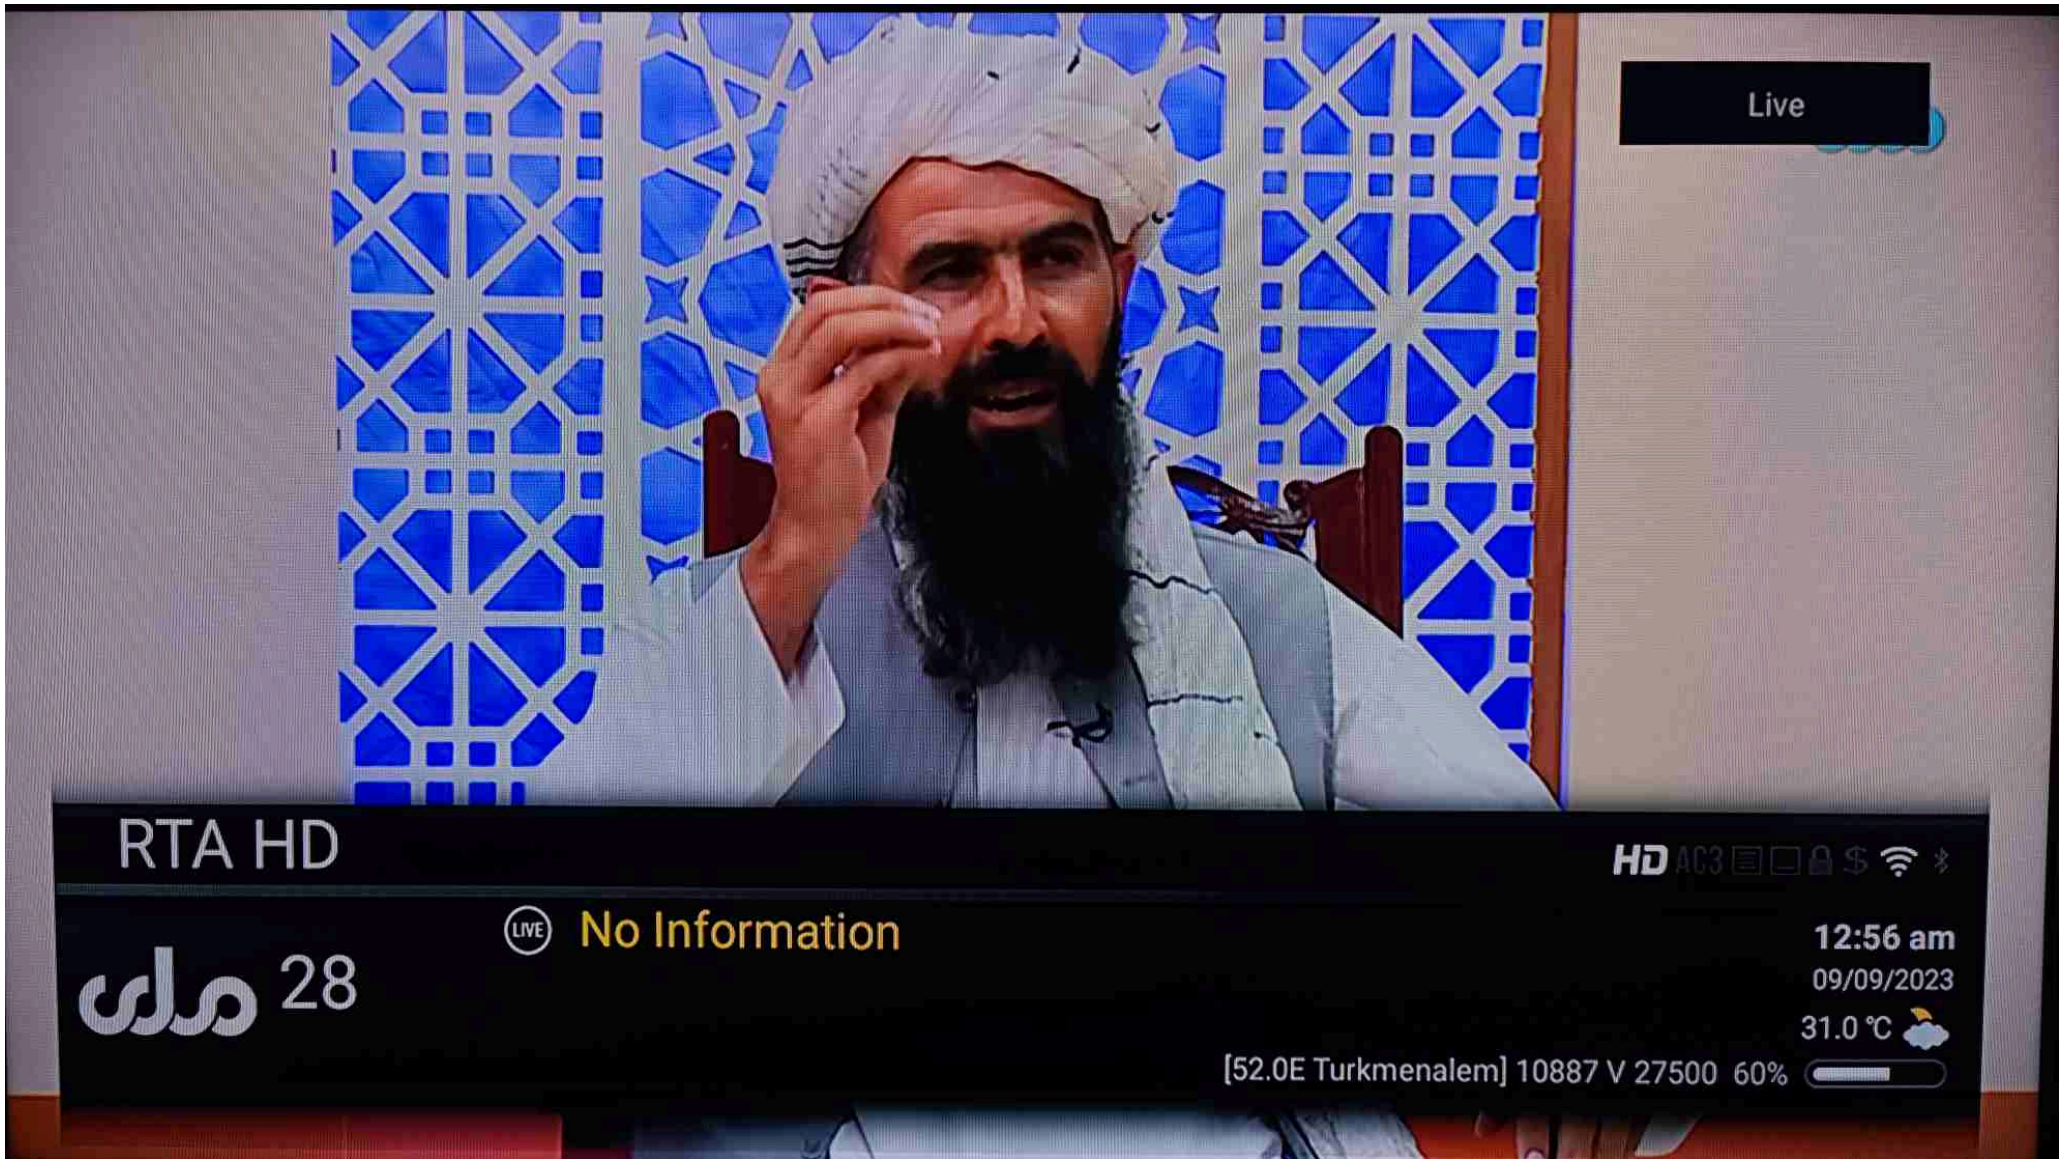 Live
RTA HD
HD AC3 $
LIVE No Information
ملی 28
12:56 am
09/09/2023
31.0 °C
[52.0E Turkmenalem] 10887 V 27500 60%